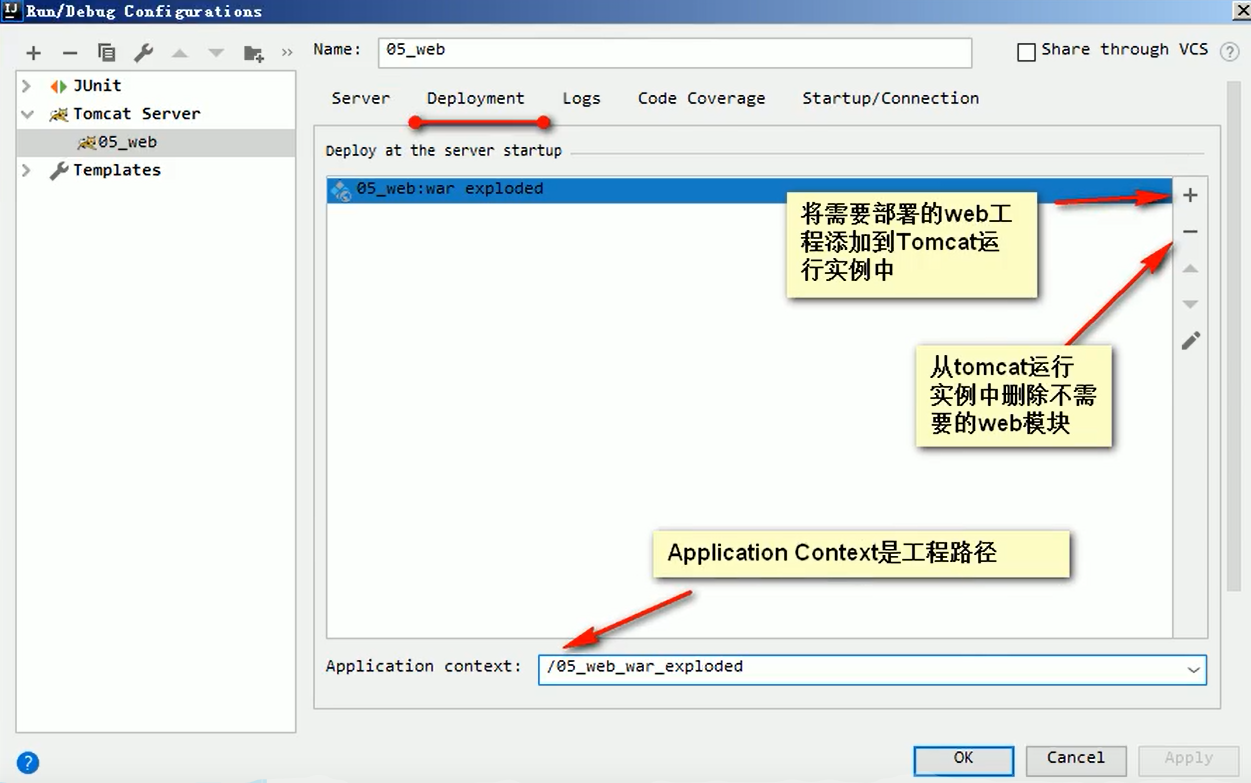 Run/Debug Configurations
Name: 05_web
Share through VCS ?
JUnit
Tomcat Server
05_web
Templates
Server Deployment Logs Code Coverage Startup/Connection
Deploy at the server startup
05_web:war exploded
将需要部署的web工
程添加到Tomcat运
行实例中
从tomcat运行
实例中删除不需
要的web模块
Application Context是工程路径
Application context: /05_web_war_exploded
? OK Cancel Apply